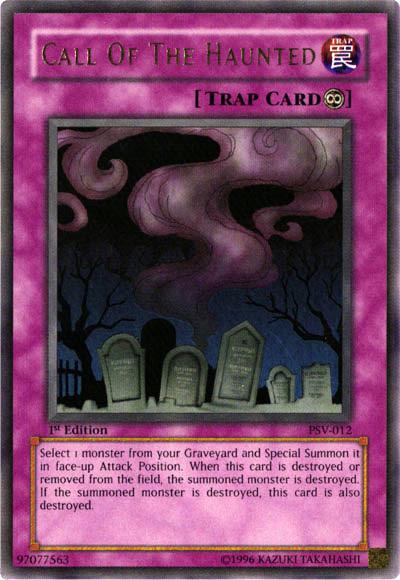 CALL OF THE HAUNTED
TRAP
罠
[TRAP CARD]
1st Edition
PSV-012
Select 1 monster from your Graveyard and Special Summon it
in face-up Attack Position. When this card is destroyed or
removed from the field, the summoned monster is destroyed.
If the summoned monster is destroyed, this card is also
destroyed.
97077563
©1996 KAZUKI TAKAHASHI